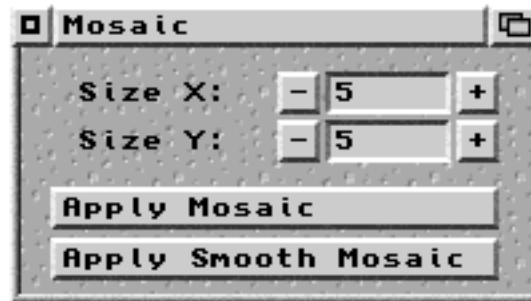 Mosaic
Size X: - 5 +
Size Y: - 5 +
Apply Mosaic
Apply Smooth Mosaic